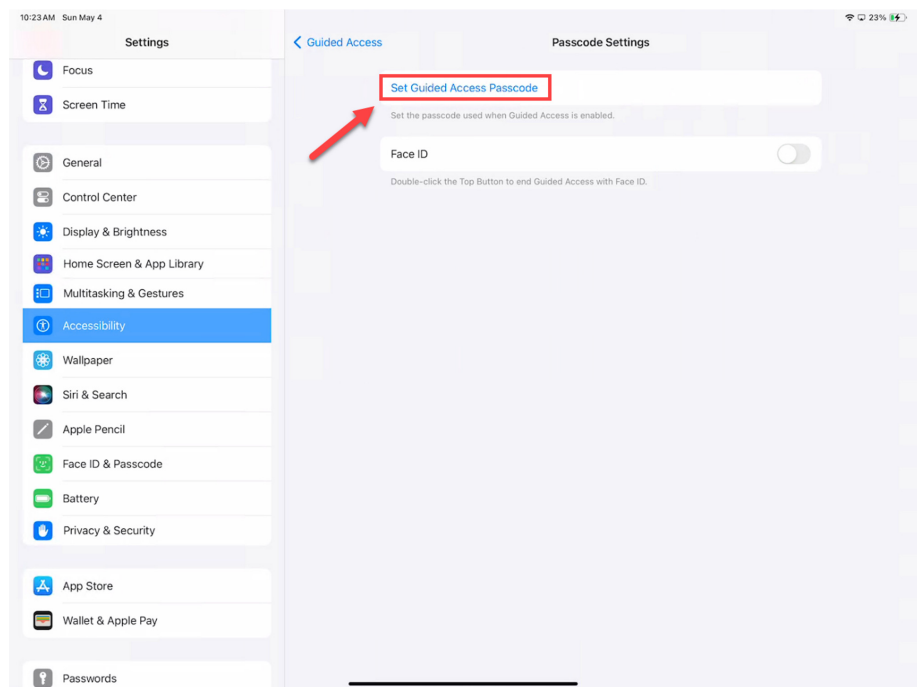 10:23 AM Sun May 4
23%
Settings
Focus
Screen Time
General
Control Center
Display & Brightness
Home Screen & App Library
Multitasking & Gestures
Accessibility
Wallpaper
Siri & Search
Apple Pencil
Face ID & Passcode
Battery
Privacy & Security
App Store
Wallet & Apple Pay
Passwords
Guided Access
Passcode Settings
Set Guided Access Passcode
Set the passcode used when Guided Access is enabled.
Face ID
Double-click the Top Button to end Guided Access with Face ID.